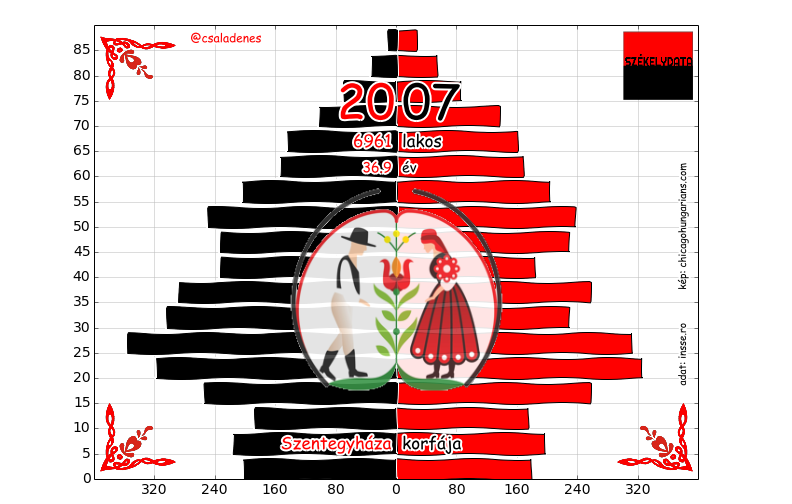 @csaladenes
SZÉKELYDATA
2007
6961 lakos
36.9 év
Szentegyháza korfája
kép: chicagohungarians.com
adat: insse.ro
85
80
75
70
65
60
55
50
45
40
35
30
25
20
15
10
5
0
320 240 160 80 0 80 160 240 320